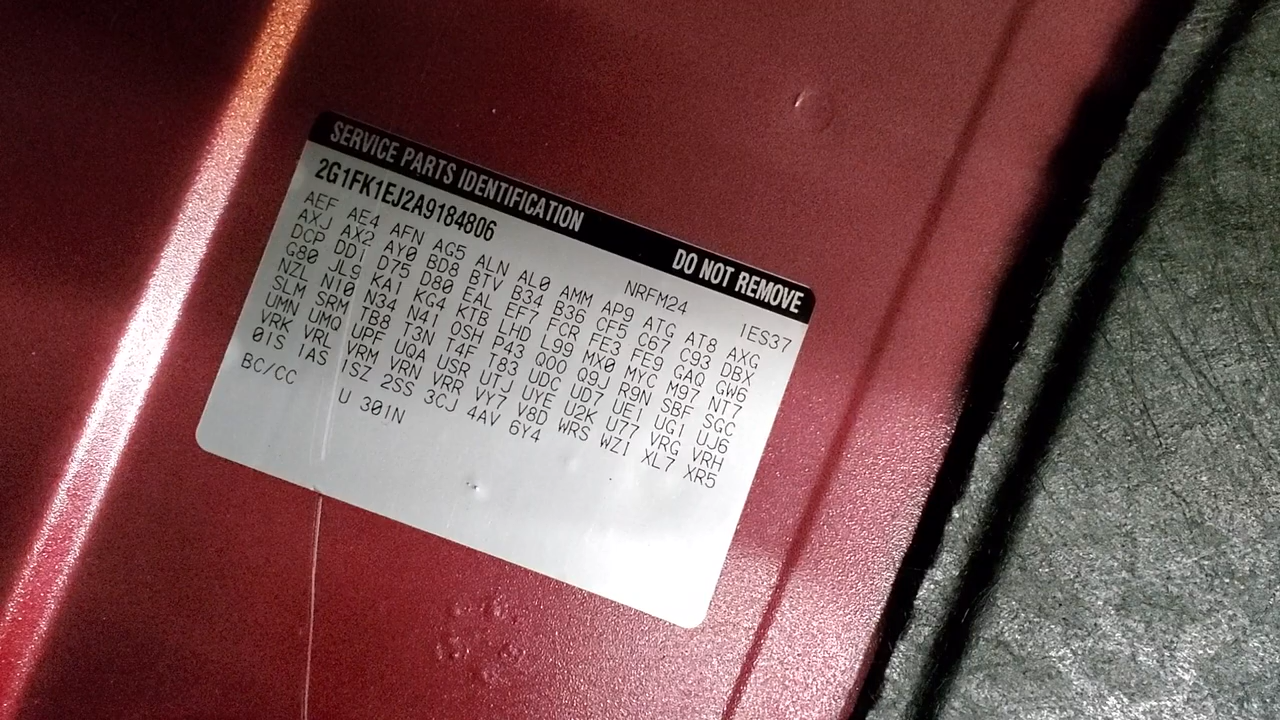 SERVICE PARTS IDENTIFICATION DO NOT REMOVE
2G1FK1EJ2A9184806 NRFM24 1ES37
AEF AE4 AFN AG5 ALN AL0 AMM AP9 ATG AT8 AXG
AXJ AX2 AY0 BD8 BTV B34 B36 CF5 C67 C93 DBX
DCP DD1 D75 D80 EAL EF7 FCR FE3 FE9 GAQ GW6
G80 JL9 KA1 KG4 KTB LHD L99 MX0 MYC M97 NT7
NZL N10 N34 N41 OSH P43 QOO Q9J R9N SBF SGC
SLM SRM TB8 T3N T4F T83 UDC UD7 UE1 UG1 UJ6
UMN UMQ UPF UQA USR UTJ UYE U2K U77 VRG VRH
VRK VRL VRM VRN VRR VY7 V8D WRS WZ1 XL7 XR5
01S 1AS 1SZ 2SS 3CJ 4AV 6Y4
BC/CC U 301N